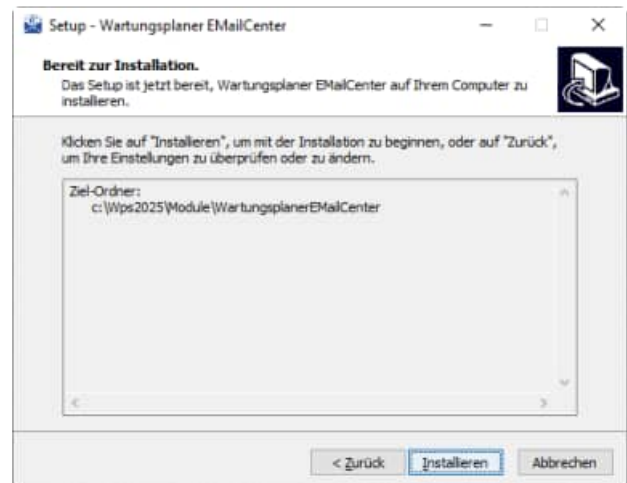 Setup - Wartungsplaner EMailCenter
Bereit zur Installation.
Das Setup ist jetzt bereit, Wartungsplaner EMailCenter auf Ihrem Computer zu
installieren.
Klicken Sie auf "Installieren", um mit der Installation zu beginnen, oder auf "Zurück",
um Ihre Einstellungen zu überprüfen oder zu ändern.
Ziel-Ordner:
c:\Wps2025\Module\WartungsplanerEMailCenter
< Zurück Installieren Abbrechen